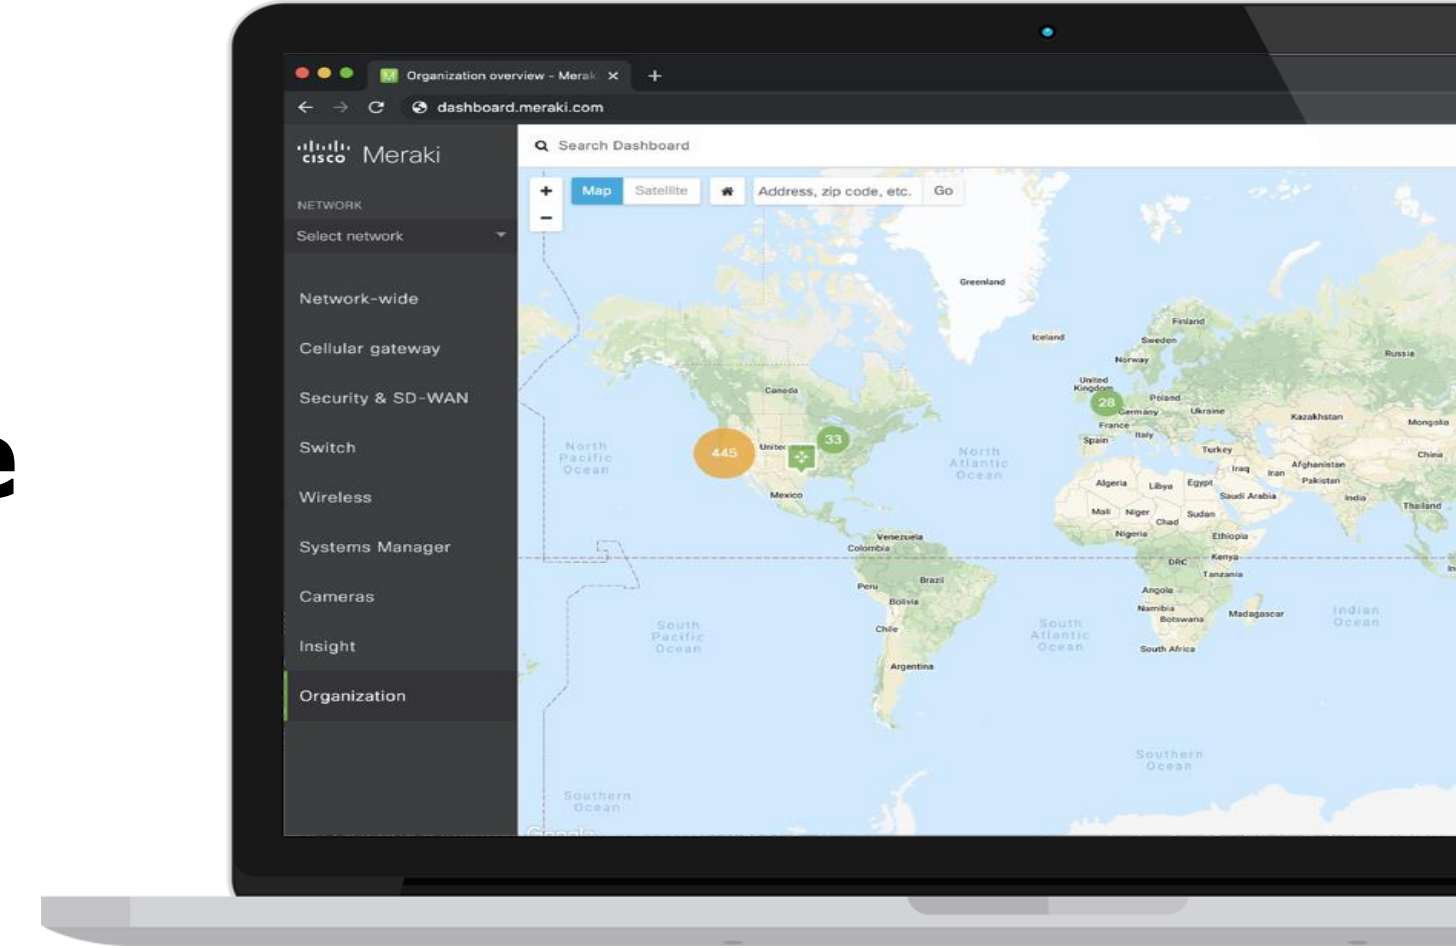 e
Organization overview - Merak
dashboard.meraki.com
cisco Meraki
Search Dashboard
+
Map Satellite Address, zip code, etc. Go
−
NETWORK
Select network
Network-wide
Cellular gateway
Security & SD-WAN
Switch
Wireless
Systems Manager
Cameras
Insight
Organization
Greenland
Iceland
Finland
Sweden
Norway
Russia
United
Kingdom
28
Poland
Germany
Ukraine
France
Kazakhstan
Mongolia
Spain
Italy
Turkey
China
Canada
North
Pacific
Ocean
445
Unite
33
North
Atlantic
Ocean
Mexico
Algeria
Libya
Egypt
Iraq
Iran
Afghanistan
Pakistan
Saudi Arabia
India
Thailand
Mali
Niger
Chad
Sudan
Nigeria
Ethiopia
Venezuela
Colombia
DRC
Kenya
Tanzania
In
Peru
Brazil
Bolivia
Angola
Namibia
Botswana
Madagascar
Indian
Ocean
Chile
South
Pacific
Ocean
South
Atlantic
Ocean
South Africa
Argentina
Southern
Ocean
Southern
Ocean
Google